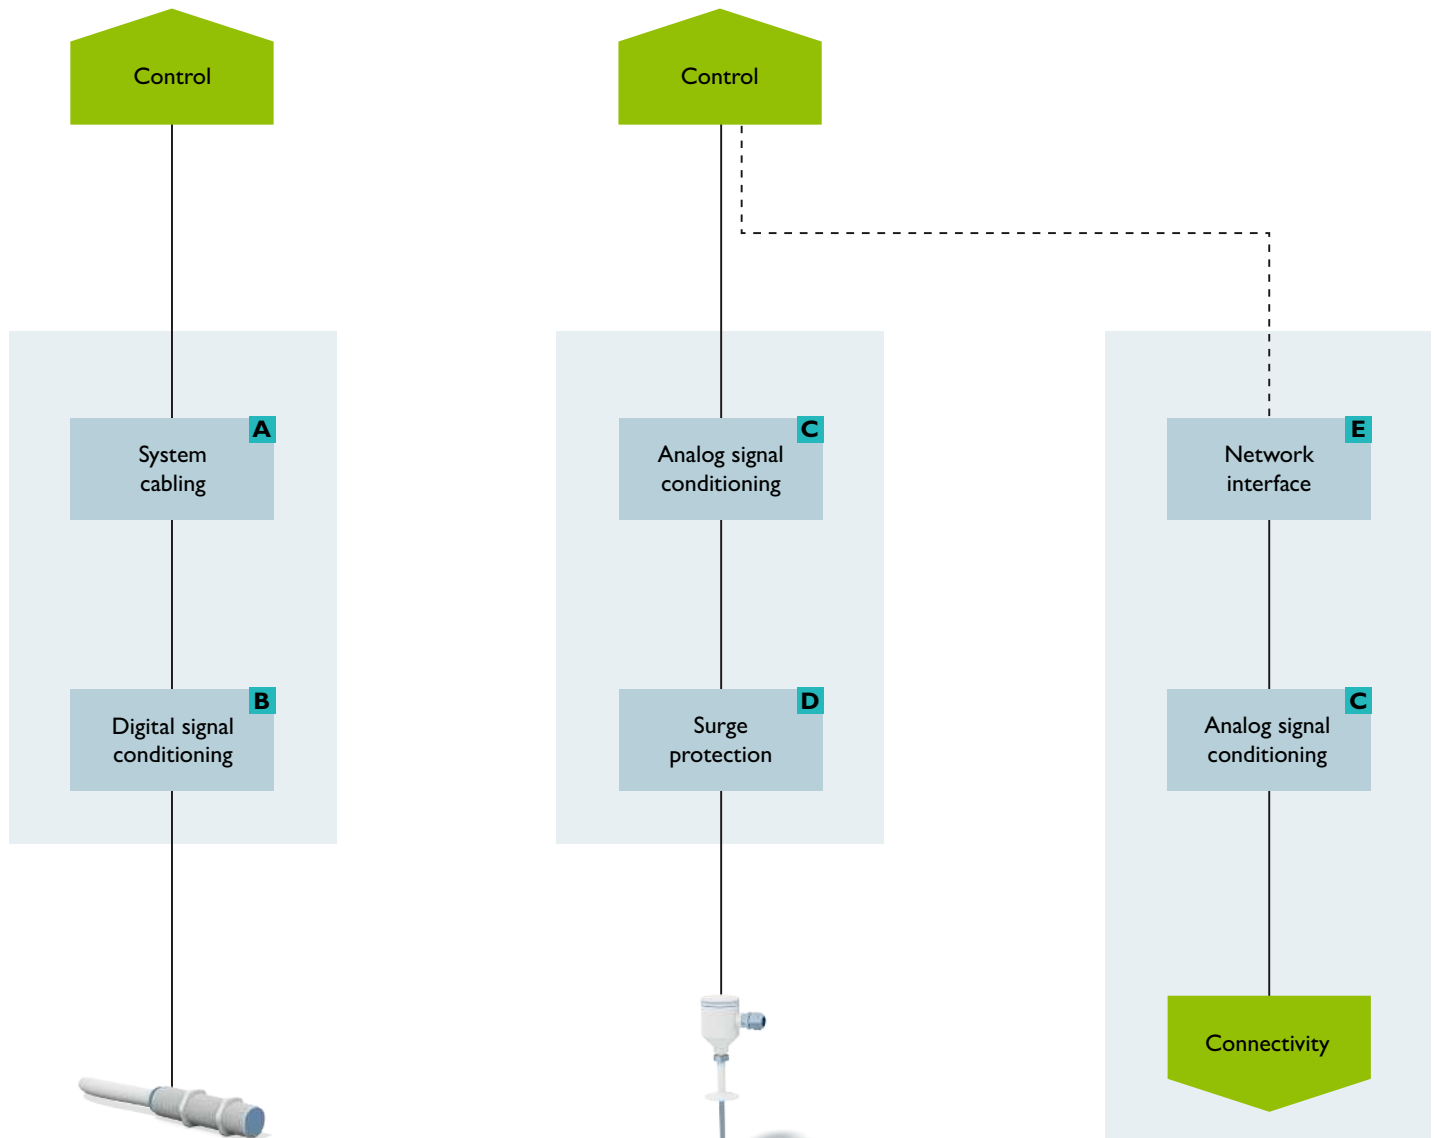 Control
Control
A
System
cabling
C
Analog signal
conditioning
E
Network
interface
B
Digital signal
conditioning
D
Surge
protection
C
Analog signal
conditioning
Connectivity